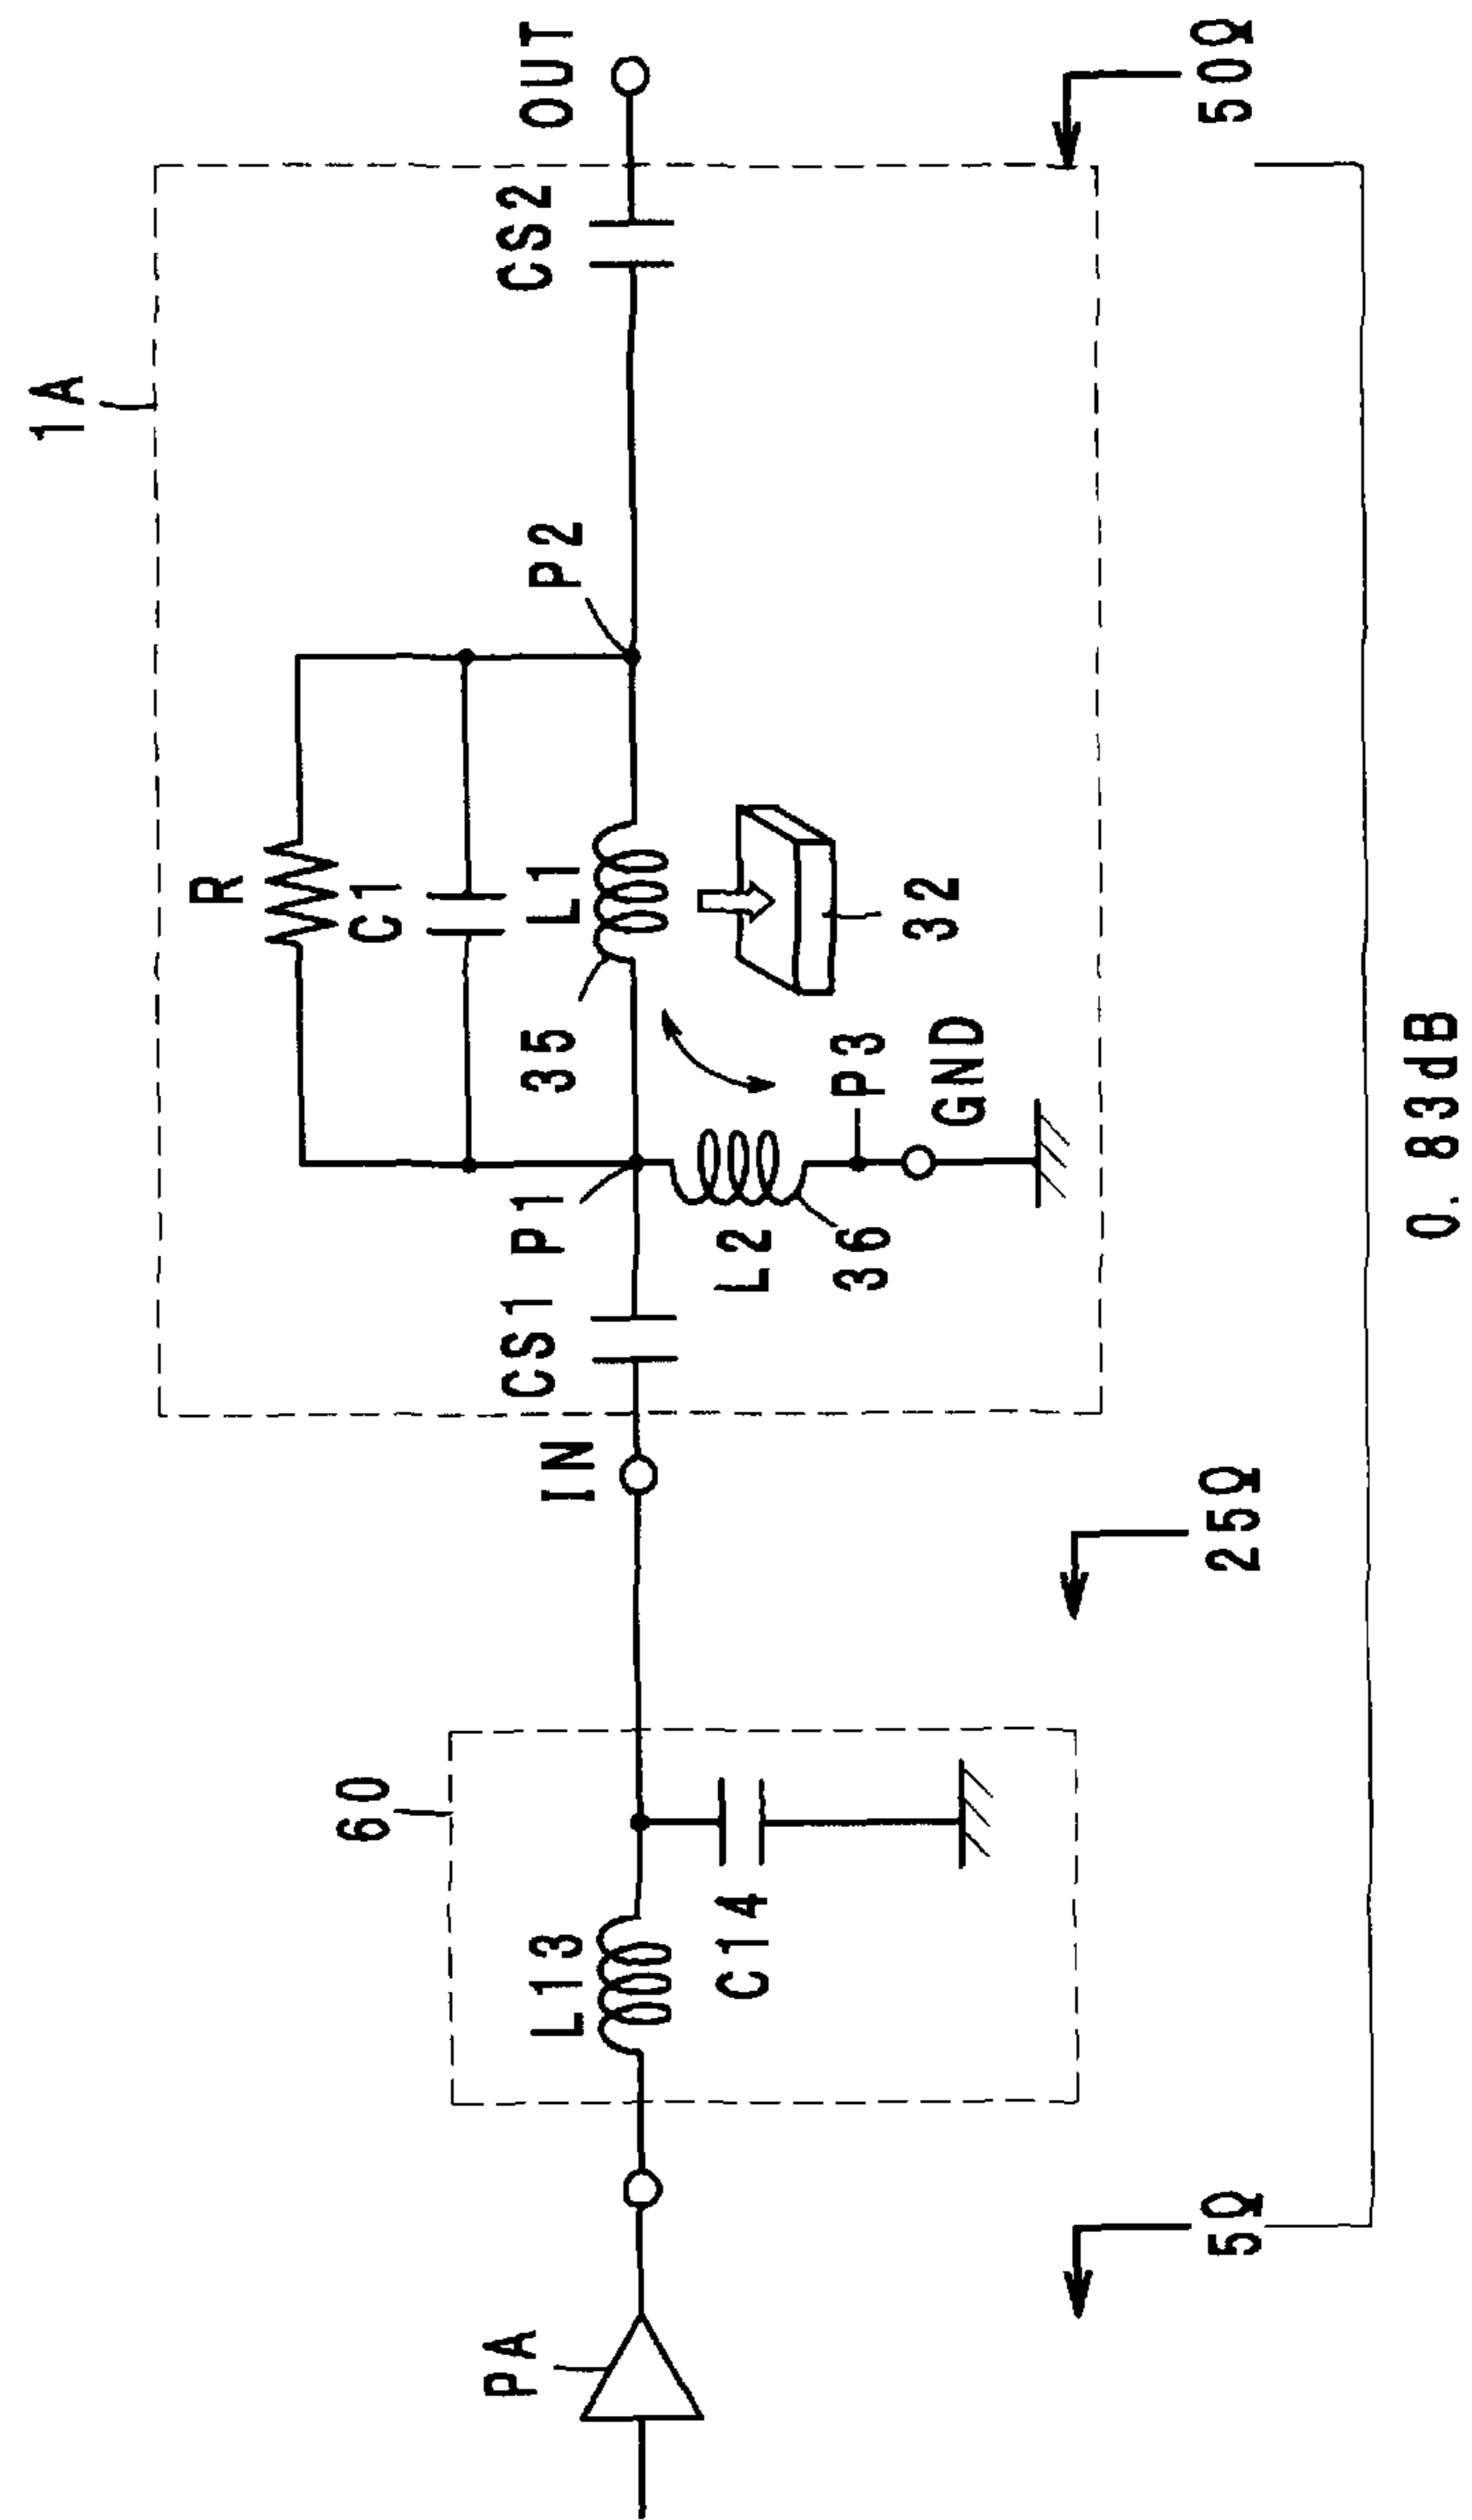 1A
R
C1
60
PA
L13
C14
IN
CS1
P1
35
L1
P2
CS2
OUT
L2
36
P3
GND
32
5Ω
25Ω
50Ω
0. 83dB